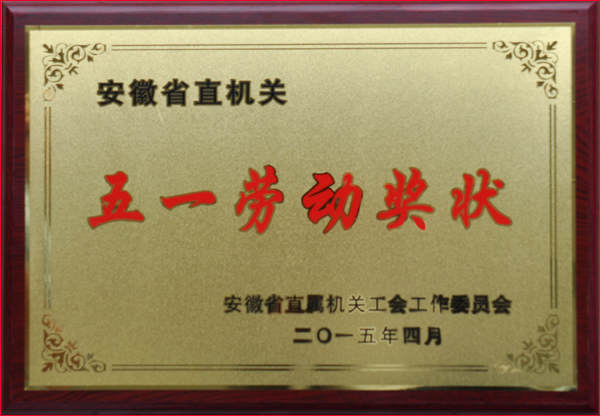 安徽省直机关
五一劳动奖状
安徽省直属机关工会工作委员会
二〇一五年四月